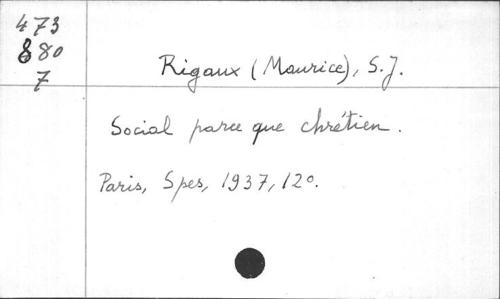 473
880
7
Rigaux (Maurice), S.J.
Social parce que chrétien.
Paris, Spes, 1937, 12°.